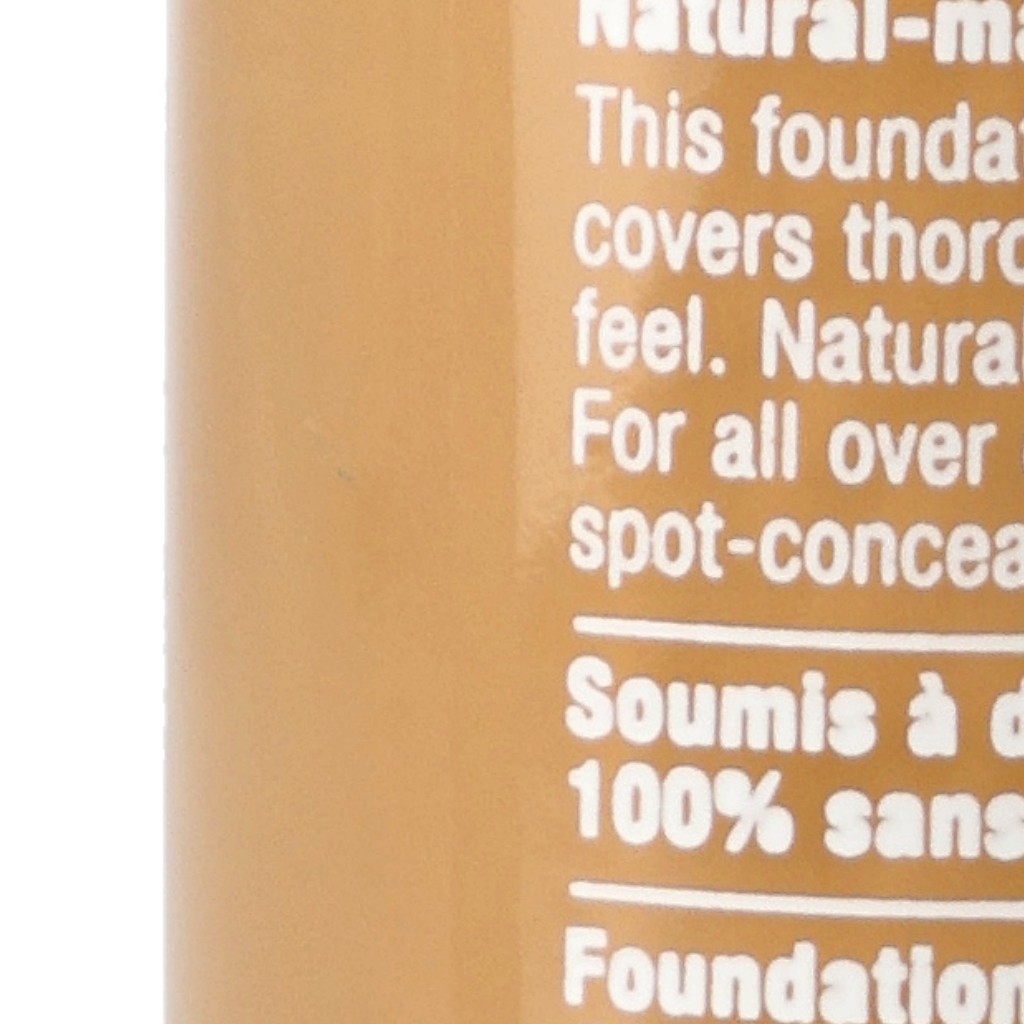 Natural-ma
This foundat
covers thoro
feel. Natural
For all over
spot-concea
Soumis à d
100% sans
Foundation